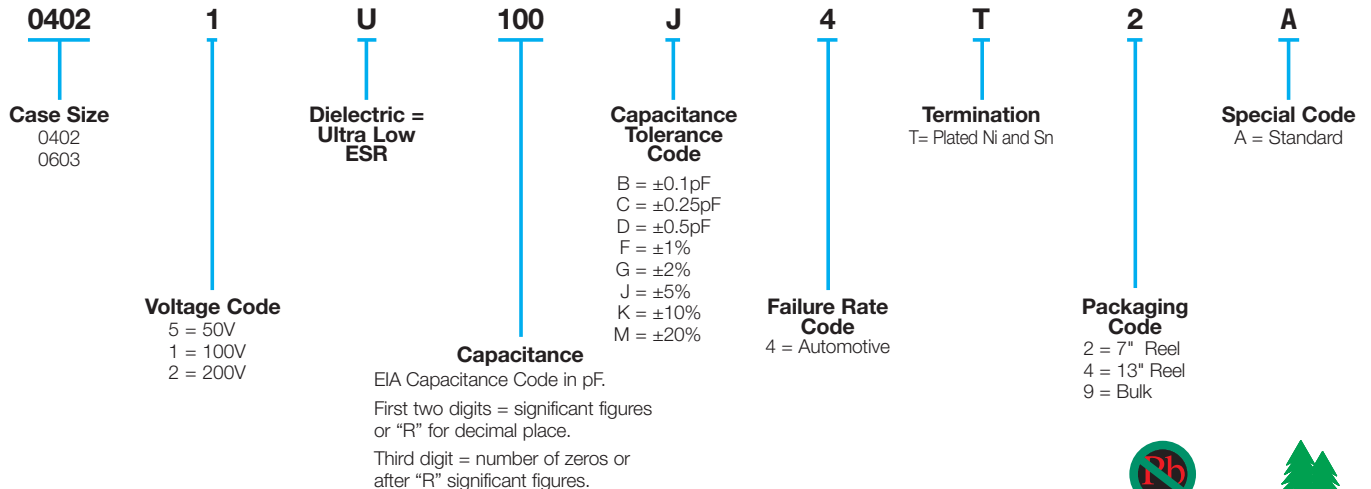 0402 1 U 100 J 4 T 2 A
Case Size
0402
0603
Voltage Code
5 = 50V
1 = 100V
2 = 200V
Dielectric =
Ultra Low
ESR
Capacitance
EIA Capacitance Code in pF.
First two digits = significant figures
or “R” for decimal place.
Third digit = number of zeros or
after “R” significant figures.
Capacitance
Tolerance
Code
B = ±0.1pF
C = ±0.25pF
D = ±0.5pF
F = ±1%
G = ±2%
J = ±5%
K = ±10%
M = ±20%
Failure Rate
Code
4 = Automotive
Termination
T= Plated Ni and Sn
Packaging
Code
2 = 7" Reel
4 = 13" Reel
9 = Bulk
Special Code
A = Standard
Pb